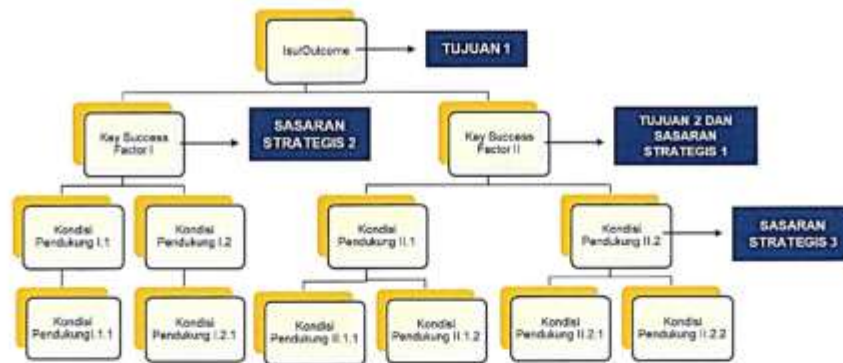 Isu/Outcome
TUJUAN 1
Key Success
Factor I
SASARAN
STRATEGIS 2
Key Success
Factor II
TUJUAN 2 DAN
SASARAN
STRATEGIS 1
Kondisi
Pendukung I.1
Kondisi
Pendukung I.2
Kondisi
Pendukung II.1
Kondisi
Pendukung II.2
SASARAN
STRATEGIS 3
Kondisi
PendukungI.1.1
Kondisi
Pendukung I.2.1
Kondisi
Pendukung II.1.1
Kondisi
Pendukung II.1.2
Kondisi
Pendukung II.2.1
Kondisi
Pendukung II.2.2